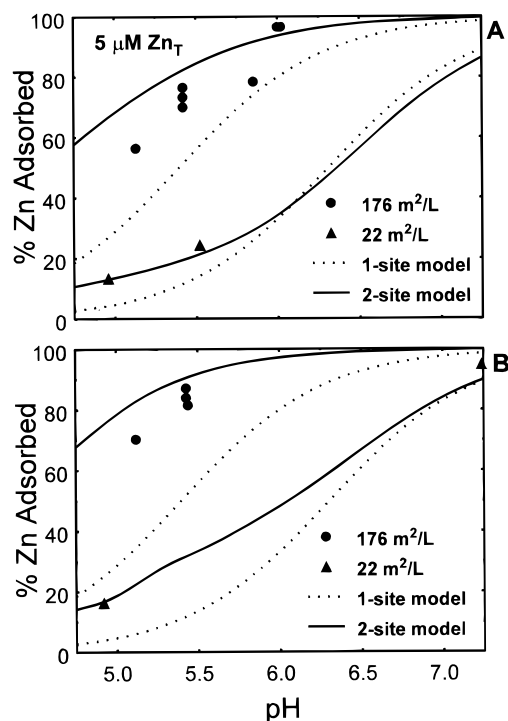 100
A
5 μM Zn_T
80
60
40
20
0
% Zn Adsorbed
176 m²/L
22 m²/L
1-site model
2-site model
100
B
80
60
40
20
0
% Zn Adsorbed
176 m²/L
22 m²/L
1-site model
2-site model
5.0 5.5 6.0 6.5 7.0
pH